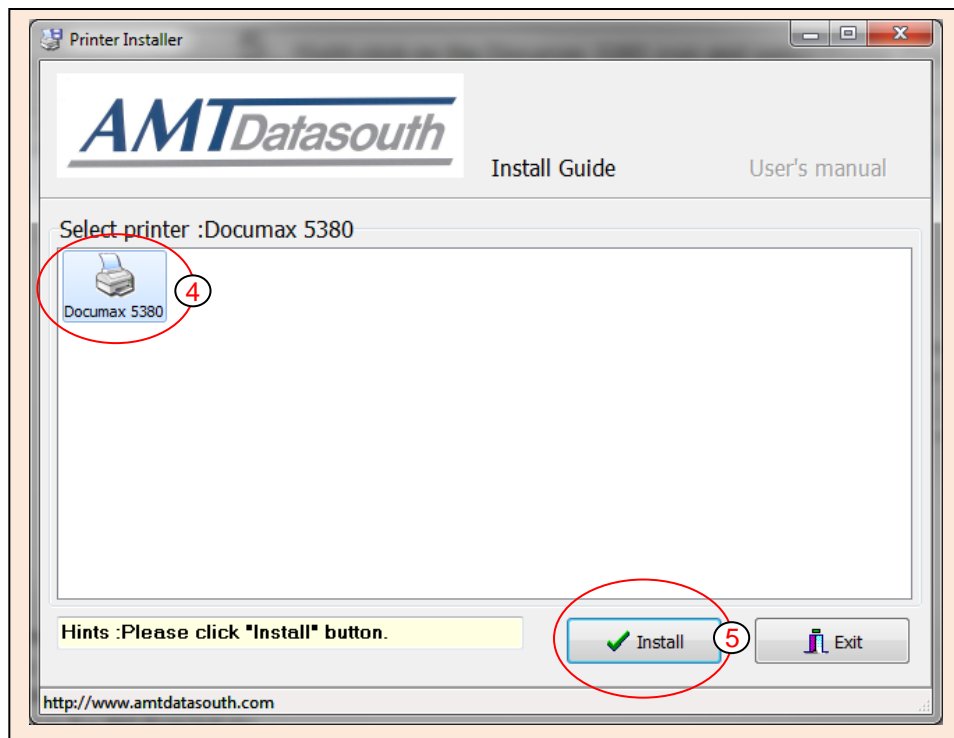 Printer Installer
AMTDatasouth
Install Guide
User's manual
Select printer :Documax 5380
4
Documax 5380
Hints :Please click "Install" button.
Install
5
Exit
http://www.amtdatasouth.com